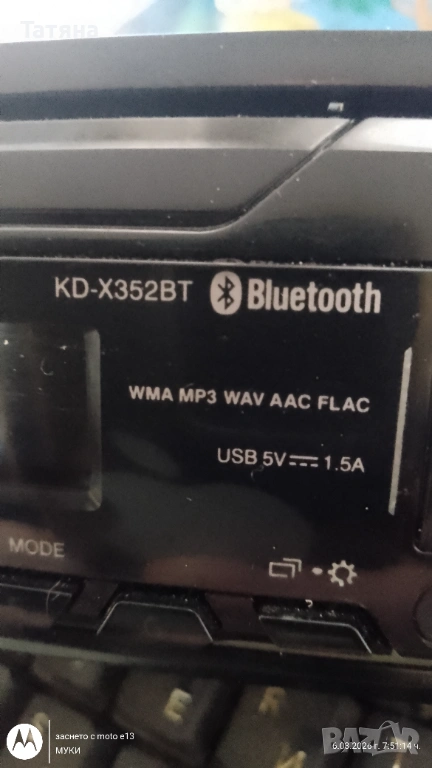 Татяна
KD-X352BT Bluetooth
WMA MP3 WAV AAC FLAC
USB 5V 1.5A
MODE
E R
заснето с moto e13
МУКИ
6.03.2026 г. 7:51:14 ч.
BAZAR